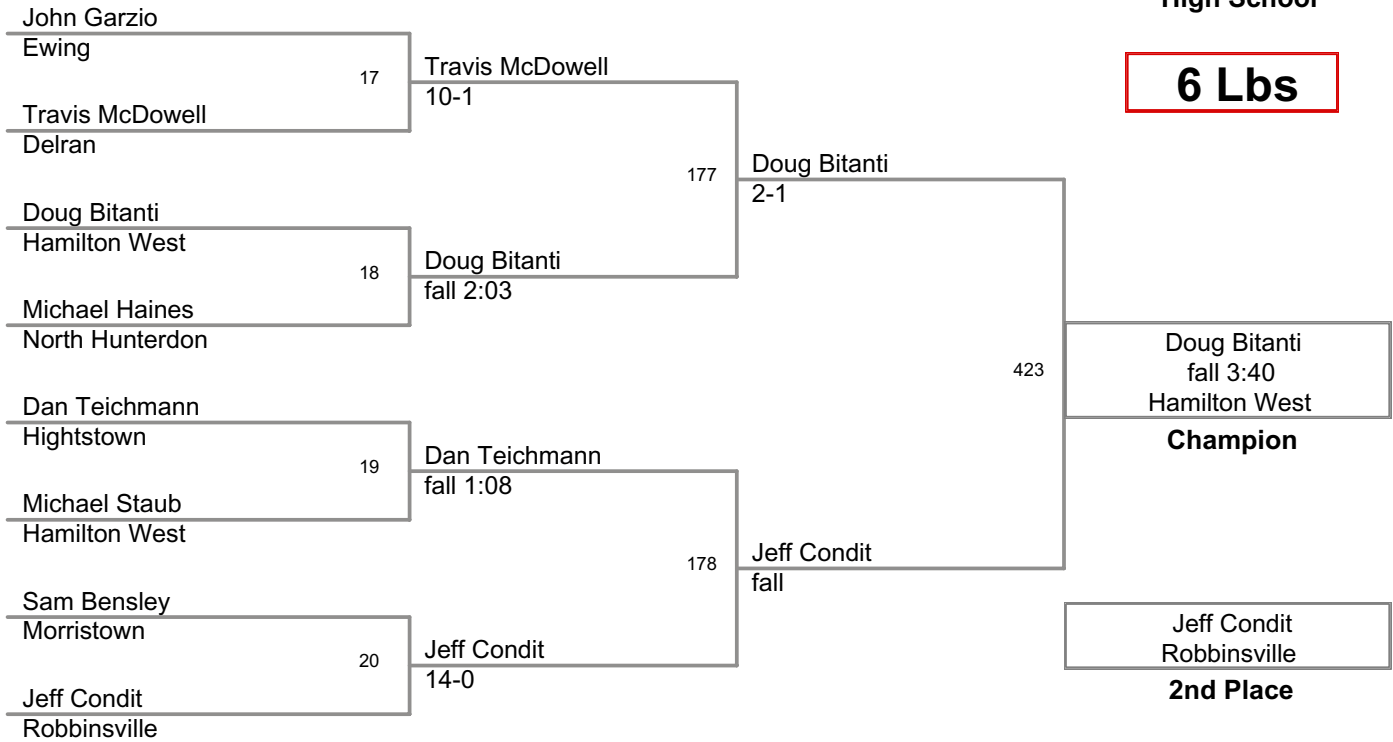 High School
6 Lbs
John Garzio
Ewing
17
Travis McDowell
10-1
Travis McDowell
Delran
177
Doug Bitanti
2-1
Doug Bitanti
Hamilton West
18
Doug Bitanti
fall 2:03
Michael Haines
North Hunterdon
423
Doug Bitanti
fall 3:40
Hamilton West
Champion
Dan Teichmann
Hightstown
19
Dan Teichmann
fall 1:08
Michael Staub
Hamilton West
178
Jeff Condit
fall
Sam Bensley
Morristown
20
Jeff Condit
14-0
Jeff Condit
Robbinsville
Jeff Condit
Robbinsville
2nd Place